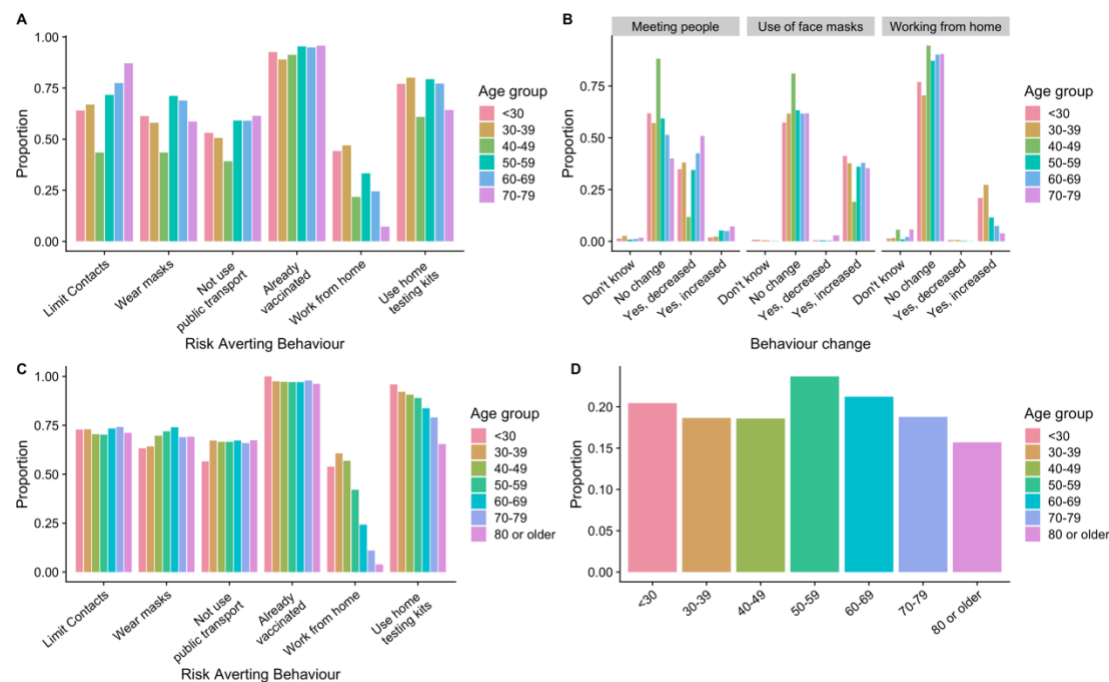 A
1.00
0.75
0.50
0.25
0.00
Proportion
Limit Contacts
Wear masks
Not use
public transport
Already
vaccinated
Work from home
Use home
testing kits
Risk Averting Behaviour
Age group
<30
30-39
40-49
50-59
60-69
70-79
B
Meeting people
Use of face masks
Working from home
0.75
0.50
0.25
0.00
Proportion
Don't know
No change
Yes, decreased
Yes, increased
Don't know
No change
Yes, decreased
Yes, increased
Don't know
No change
Yes, decreased
Yes, increased
Behaviour change
Age group
<30
30-39
40-49
50-59
60-69
70-79
C
1.00
0.75
0.50
0.25
0.00
Proportion
Limit Contacts
Wear masks
Not use
public transport
Already
vaccinated
Work from home
Use home
testing kits
Risk Averting Behaviour
Age group
<30
30-39
40-49
50-59
60-69
70-79
80 or older
D
0.20
0.15
0.10
0.05
0.00
Proportion
<30
30-39
40-49
50-59
60-69
70-79
80 or older
Age group
<30
30-39
40-49
50-59
60-69
70-79
80 or older